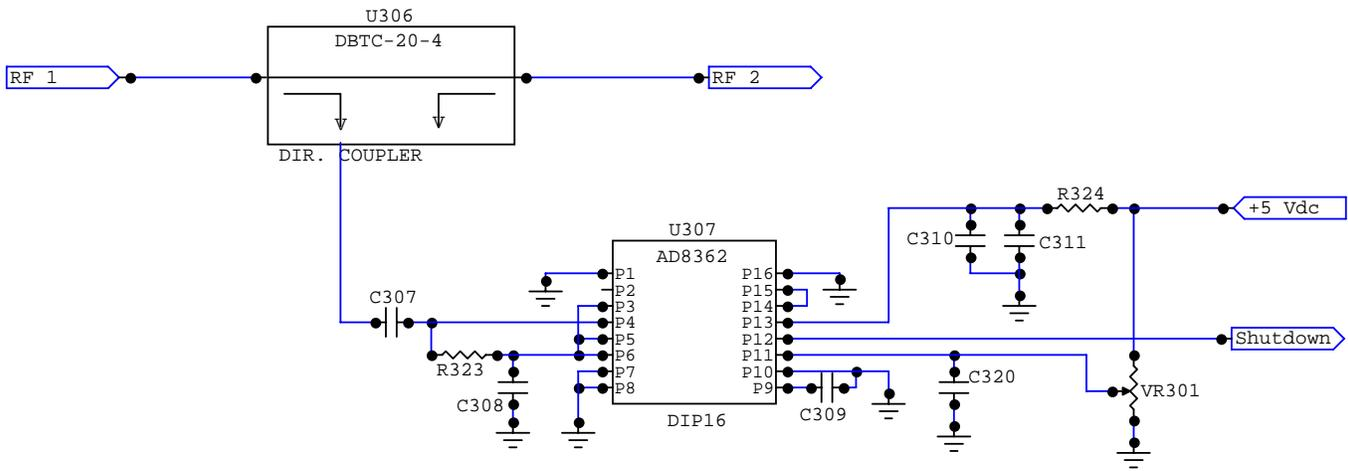 U306
DBTC-20-4
RF 1
RF 2
DIR. COUPLER
R324
+5 Vdc
U307
C310
C311
AD8362
P1
P16
P2
P15
C307
P3
P14
P4
P13
P5
P12
Shutdown
P6
P11
R323
P7
P10
C320
P8
P9
VR301
C308
C309
DIP16